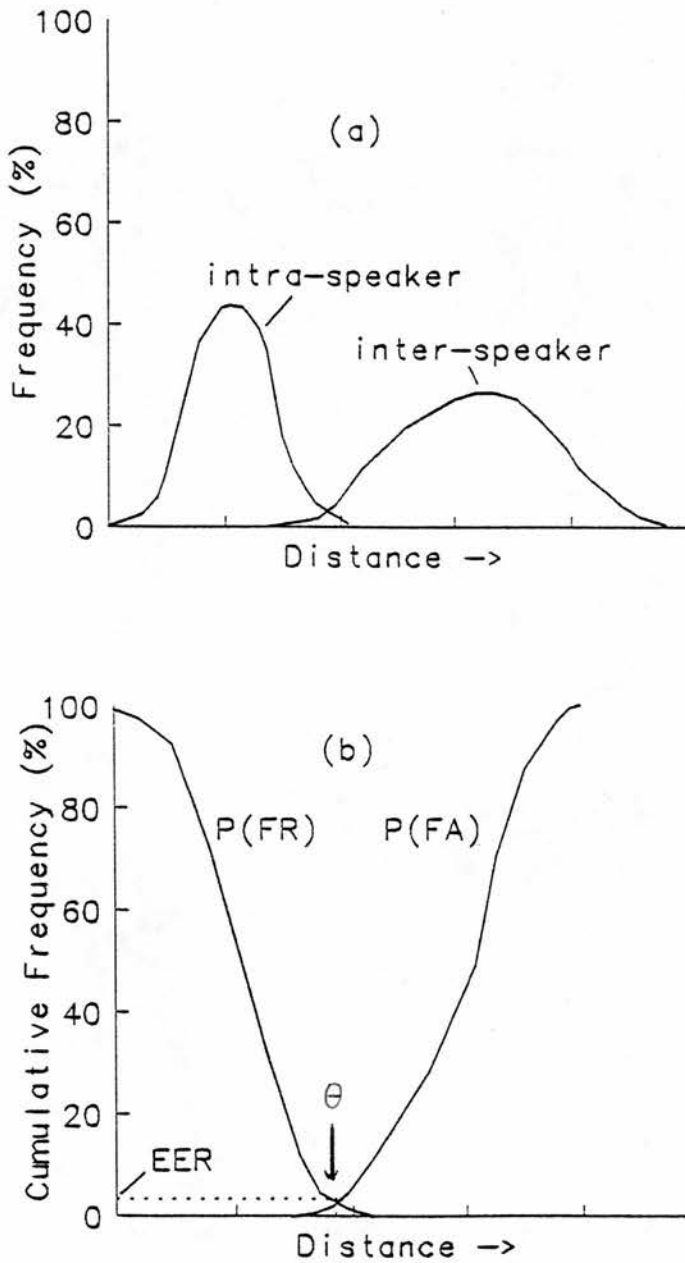 100
80
60
40
20
0
Frequency (%)
(a)
intra-speaker
inter-speaker
Distance ->
100
80
60
40
20
0
Cumulative Frequency (%)
(b)
P(FR)
P(FA)
θ
EER
Distance ->